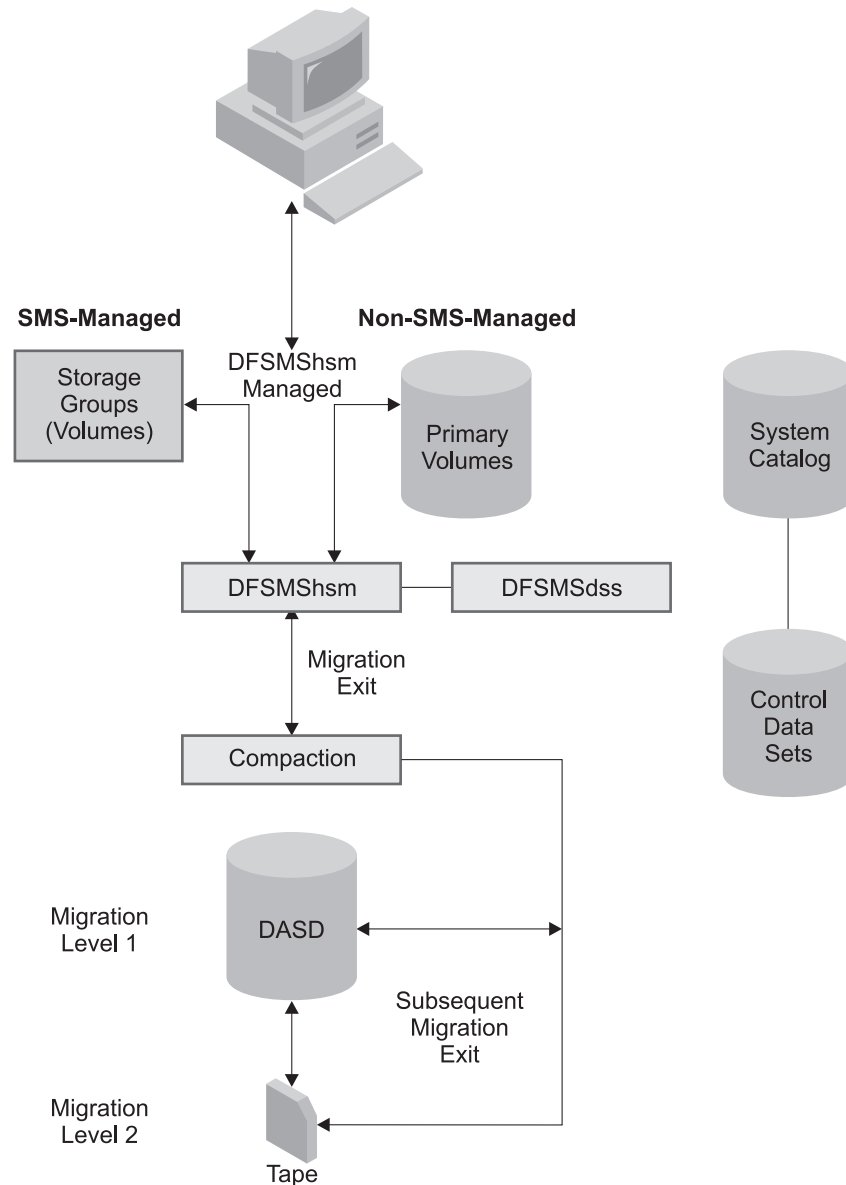 SMS-Managed
Non-SMS-Managed
Storage
Groups
(Volumes)
DFSMShsm
Managed
Primary
Volumes
System
Catalog
DFSMShsm
DFSMSdss
Migration
Exit
Compaction
Control
Data
Sets
Migration
Level 1
DASD
Subsequent
Migration
Exit
Migration
Level 2
Tape